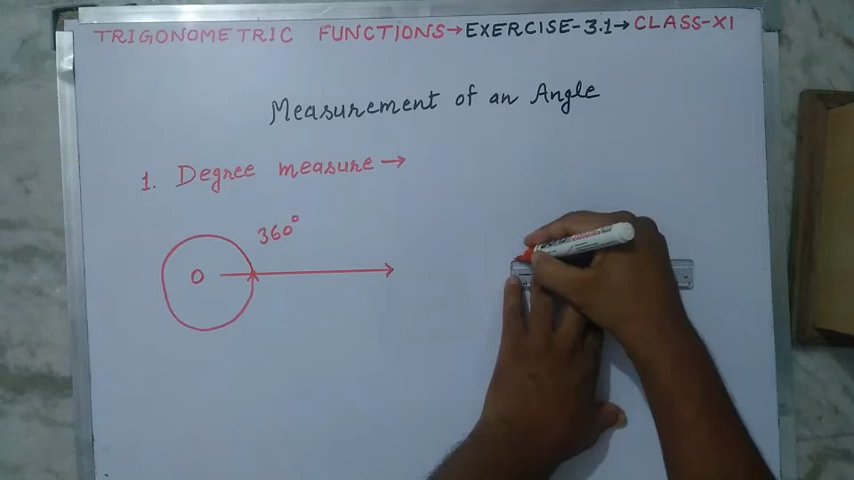 TRIGONOMETRIC FUNCTIONS→EXERCISE-3.1→CLASS-XI
Measurement of an Angle
1. Degree measure →
360°
O